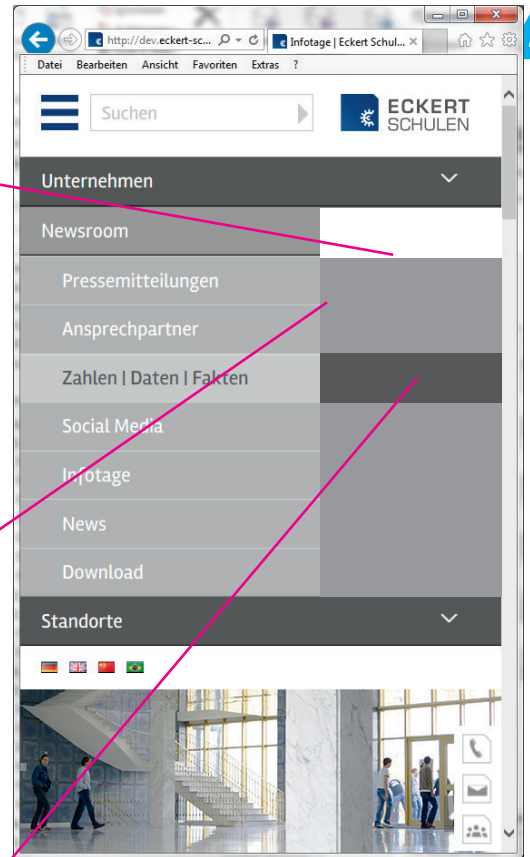 http://dev.eckert-sc...
Infotage | Eckert Schul...
Datei Bearbeiten Ansicht Favoriten Extras ?
Suchen
ECKERT
SCHULEN
Unternehmen
Newsroom
Pressemitteilungen
Ansprechpartner
Zahlen | Daten | Fakten
Social Media
Infotage
News
Download
Standorte